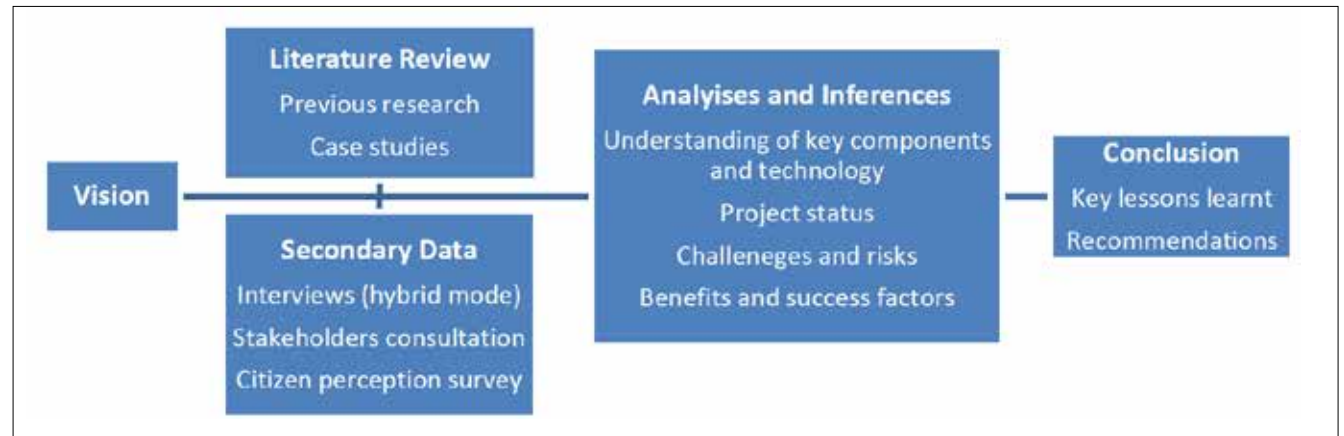 Vision
Literature Review
Previous research
Case studies
Secondary Data
Interviews (hybrid mode)
Stakeholders consultation
Citizen perception survey
Analyises and Inferences
Understanding of key components
and technology
Project status
Challeneges and risks
Benefits and success factors
Conclusion
Key lessons learnt
Recommendations